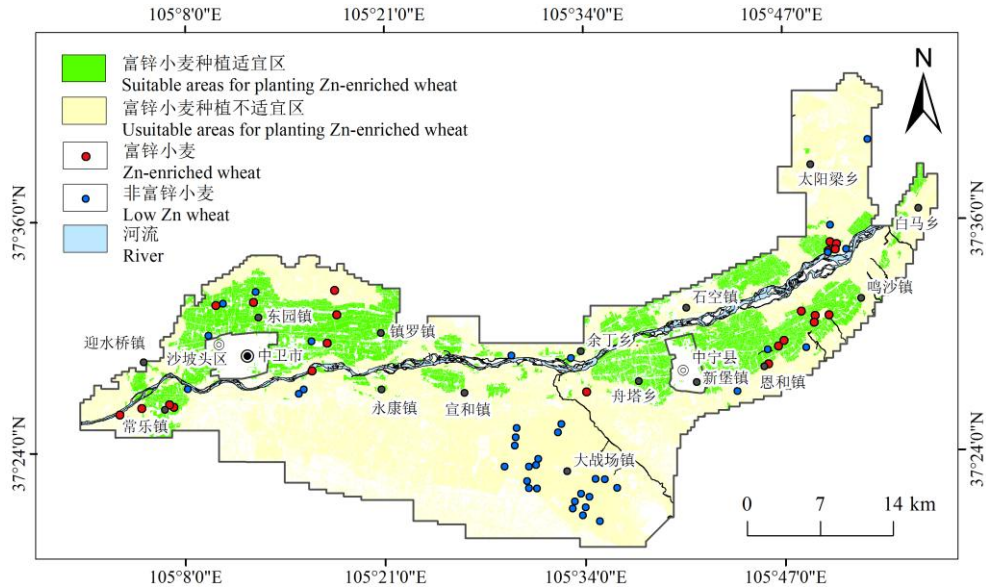 105°8′0″E 105°21′0″E 105°34′0″E 105°47′0″E
富锌小麦种植适宜区
Suitable areas for planting Zn-enriched wheat
富锌小麦种植不适宜区
Usuitable areas for planting Zn-enriched wheat
富锌小麦
Zn-enriched wheat
非富锌小麦
Low Zn wheat
河流
River
N
太阳梁乡
白马乡
37°36′0″N 37°36′0″N
鸣沙镇
石空镇
东园镇
镇罗镇
余丁乡
迎水桥镇
沙坡头区
中卫市
中宁县
新堡镇
恩和镇
舟塔乡
永康镇
宣和镇
常乐镇
37°24′0″N 37°24′0″N
大战场镇
0 7 14 km
105°8′0″E 105°21′0″E 105°34′0″E 105°47′0″E